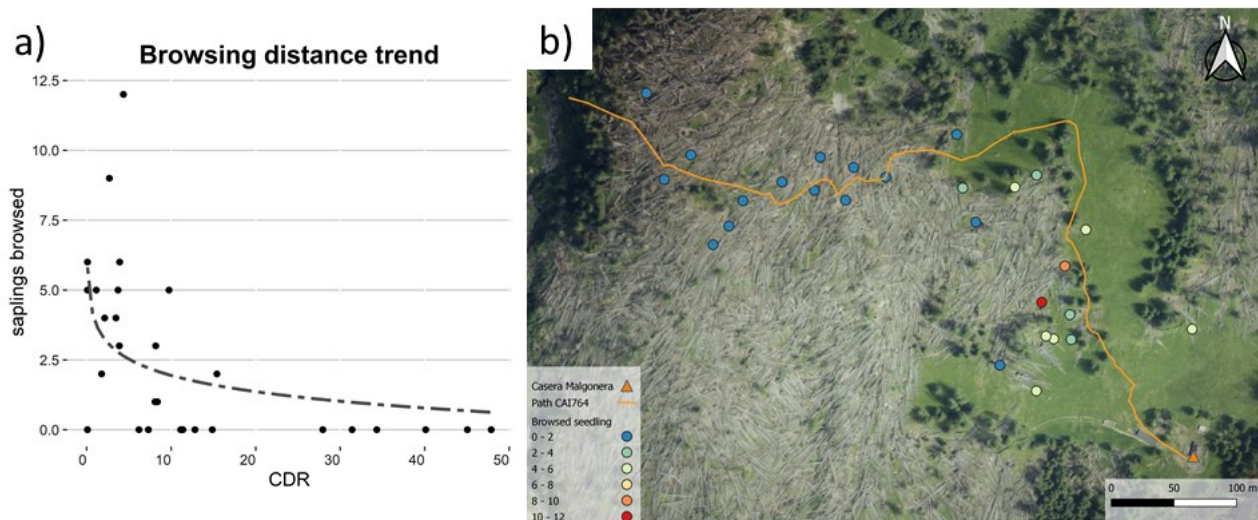 a)
Browsing distance trend
12.5
10.0
7.5
5.0
2.5
0.0
saplings browsed
0 10 20 30 40 50
CDR
b)
N
Casera Malgonera
Path CAI764
Browsed seedling
0 - 2
2 - 4
4 - 6
6 - 8
8 - 10
10 - 12
0 50 100 m